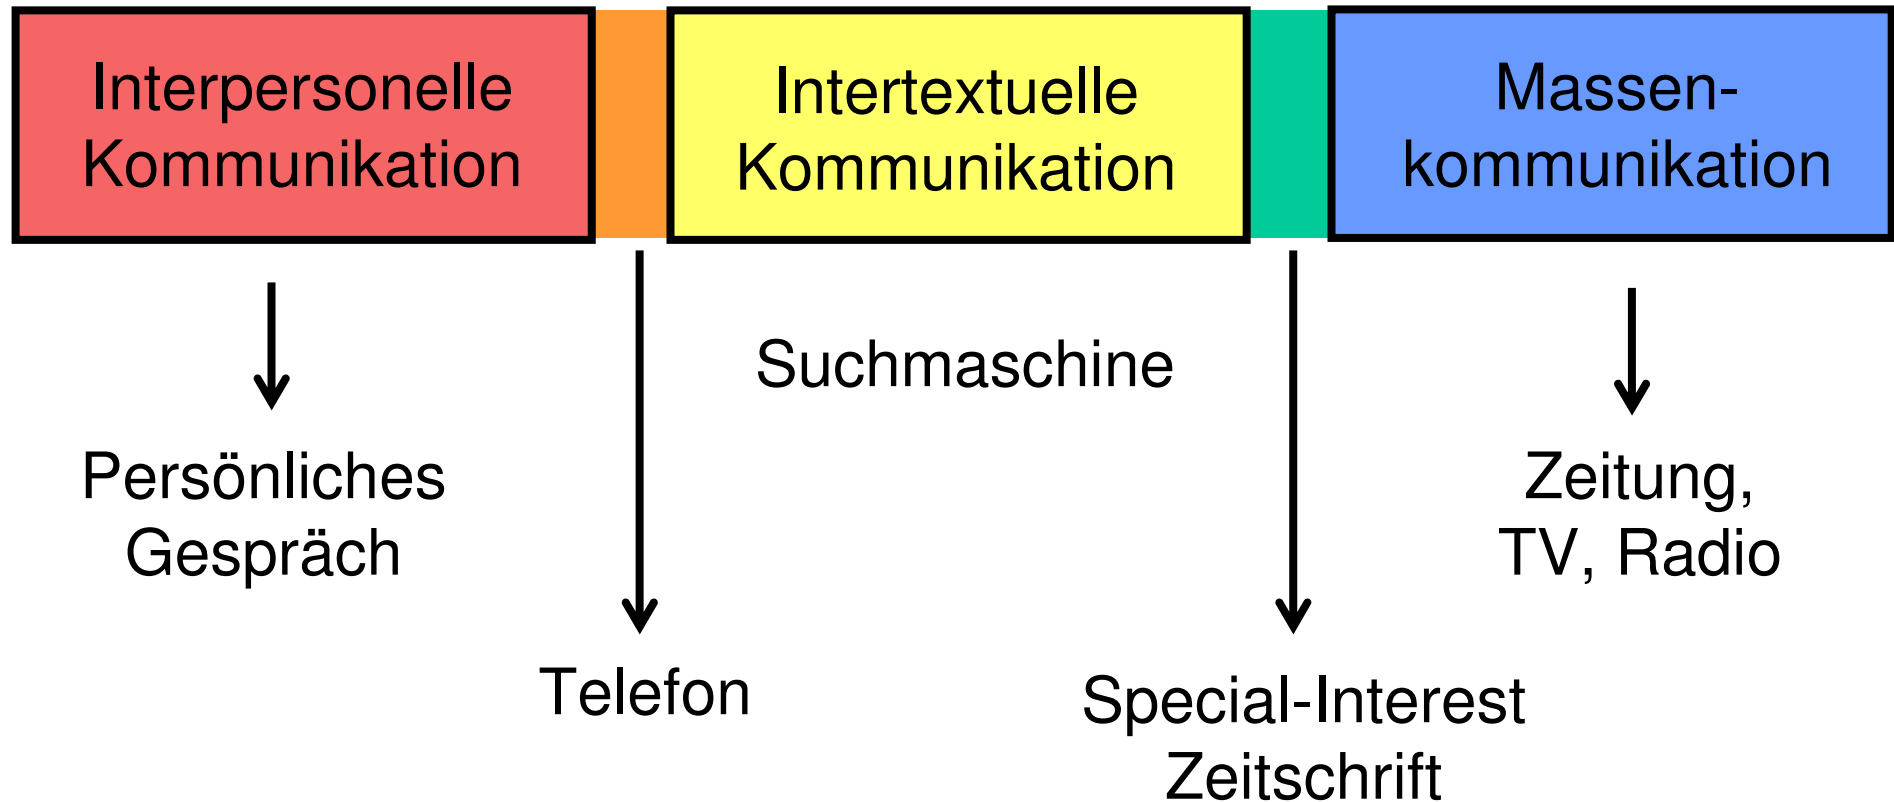 Interpersonelle
Kommunikation
Intertextuelle
Kommunikation
Massen-
kommunikation
Suchmaschine
Persönliches
Gespräch
Zeitung,
TV, Radio
Telefon
Special-Interest
Zeitschrift